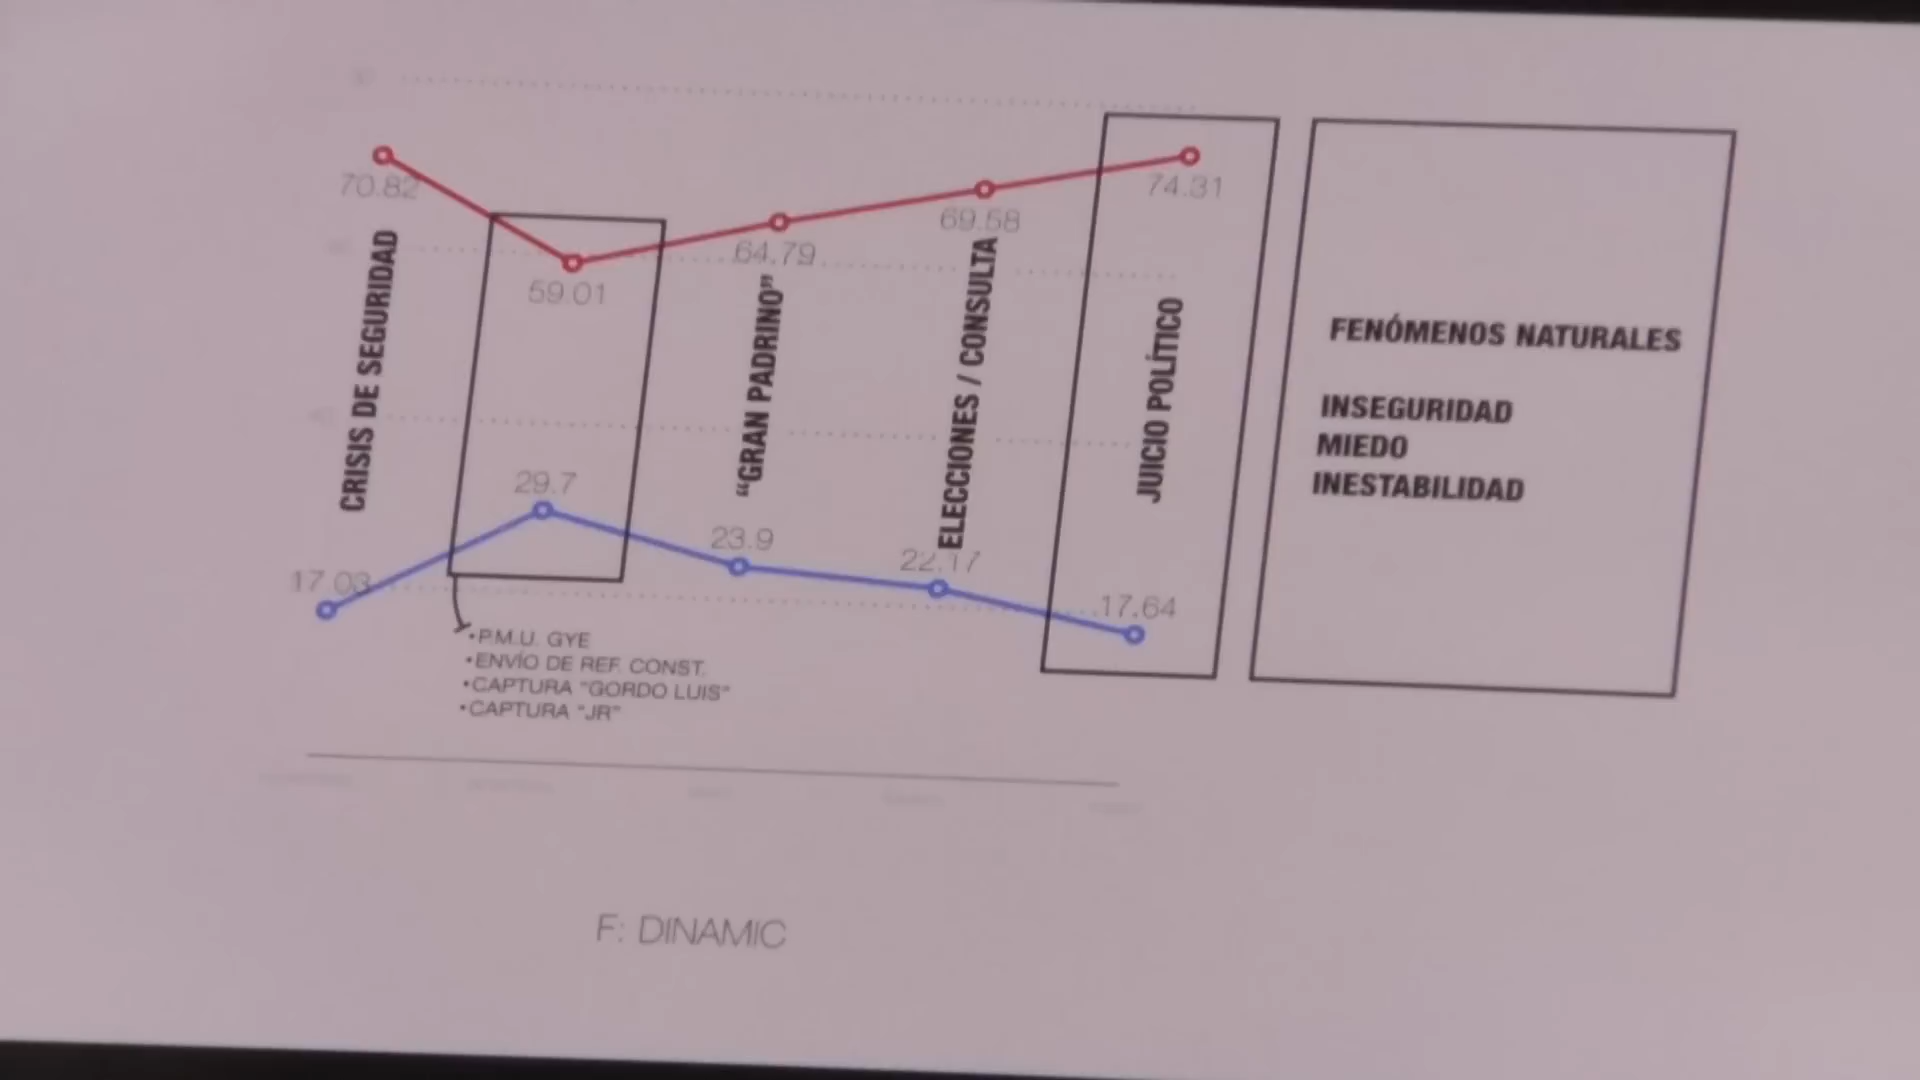 70.82
59.01
64.79
69.58
74.31
CRISIS DE SEGURIDAD
"GRAN PADRINO"
ELECCIONES / CONSULTA
JUICIO POLÍTICO
FENÓMENOS NATURALES
INSEGURIDAD
MIEDO
INESTABILIDAD
17.03
29.7
23.9
22.17
17.64
•P.M.U. GYE
•ENVÍO DE REF. CONST.
•CAPTURA "GORDO LUIS"
•CAPTURA "JR"
F: DINAMIC